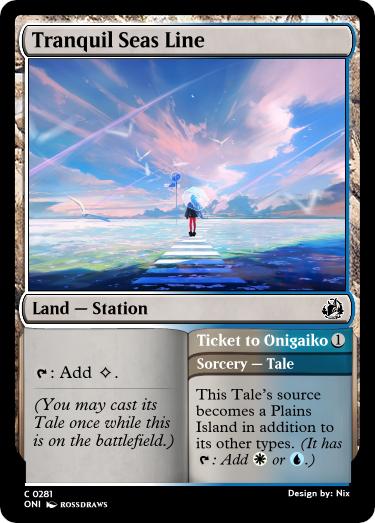 Tranquil Seas Line
Land — Station
: Add .
(You may cast its
Tale once while this
is on the battlefield.)
Ticket to Onigaiko 1
Sorcery — Tale
This Tale's source
becomes a Plains
Island in addition to
its other types. (It has
: Add or .)
C 0281
ONI ROSSDRAWS
Design by: Nix